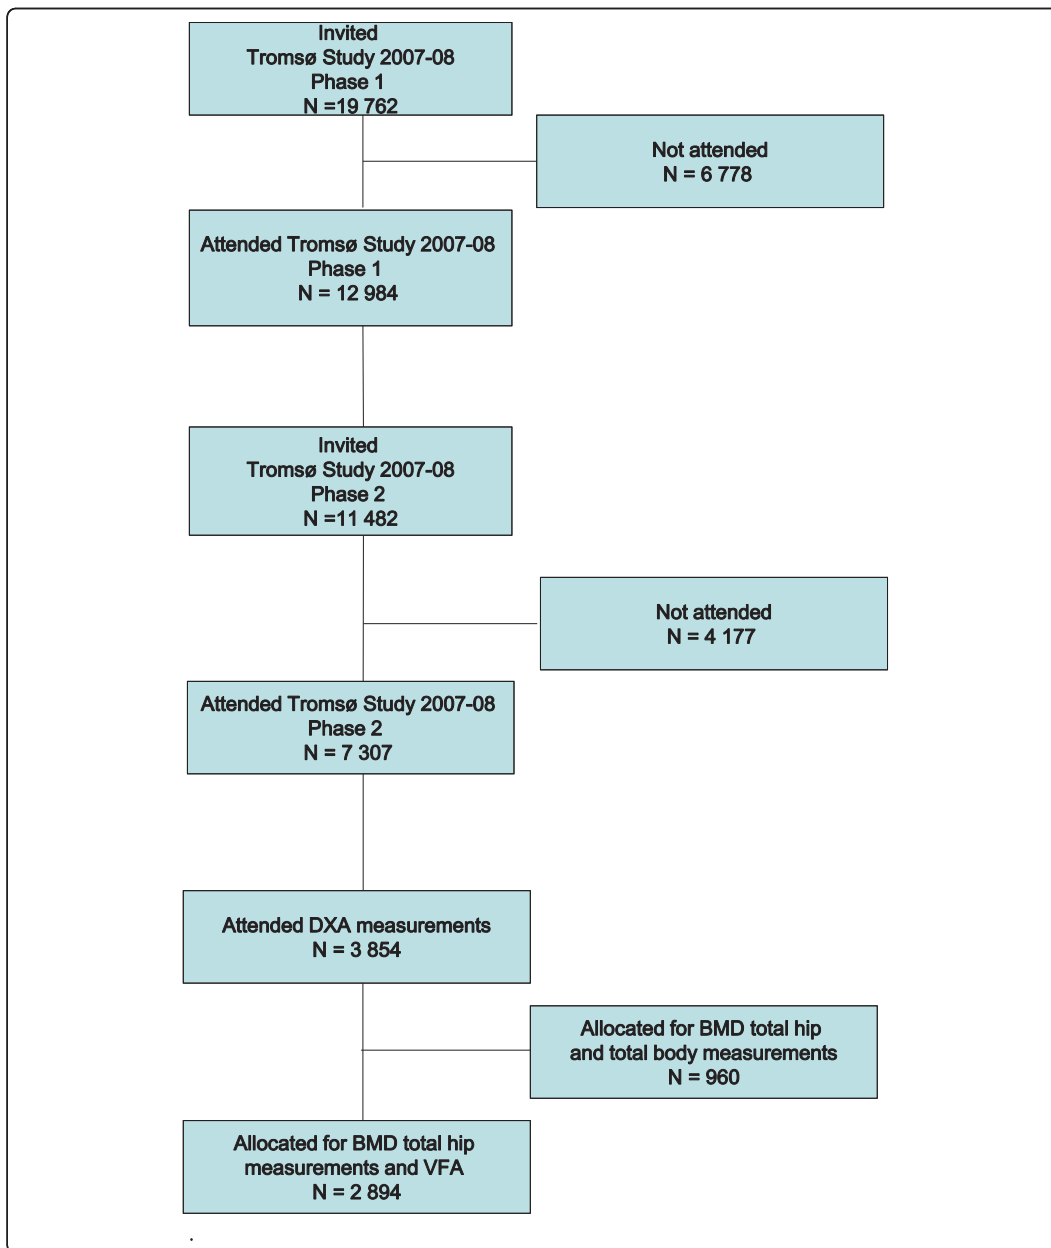 Invited
Tromsø Study 2007-08
Phase 1
N =19 762
Not attended
N = 6 778
Attended Tromsø Study 2007-08
Phase 1
N = 12 984
Invited
Tromsø Study 2007-08
Phase 2
N =11 482
Not attended
N = 4 177
Attended Tromsø Study 2007-08
Phase 2
N = 7 307
Attended DXA measurements
N = 3 854
Allocated for BMD total hip
and total body measurements
N = 960
Allocated for BMD total hip
measurements and VFA
N = 2 894
.